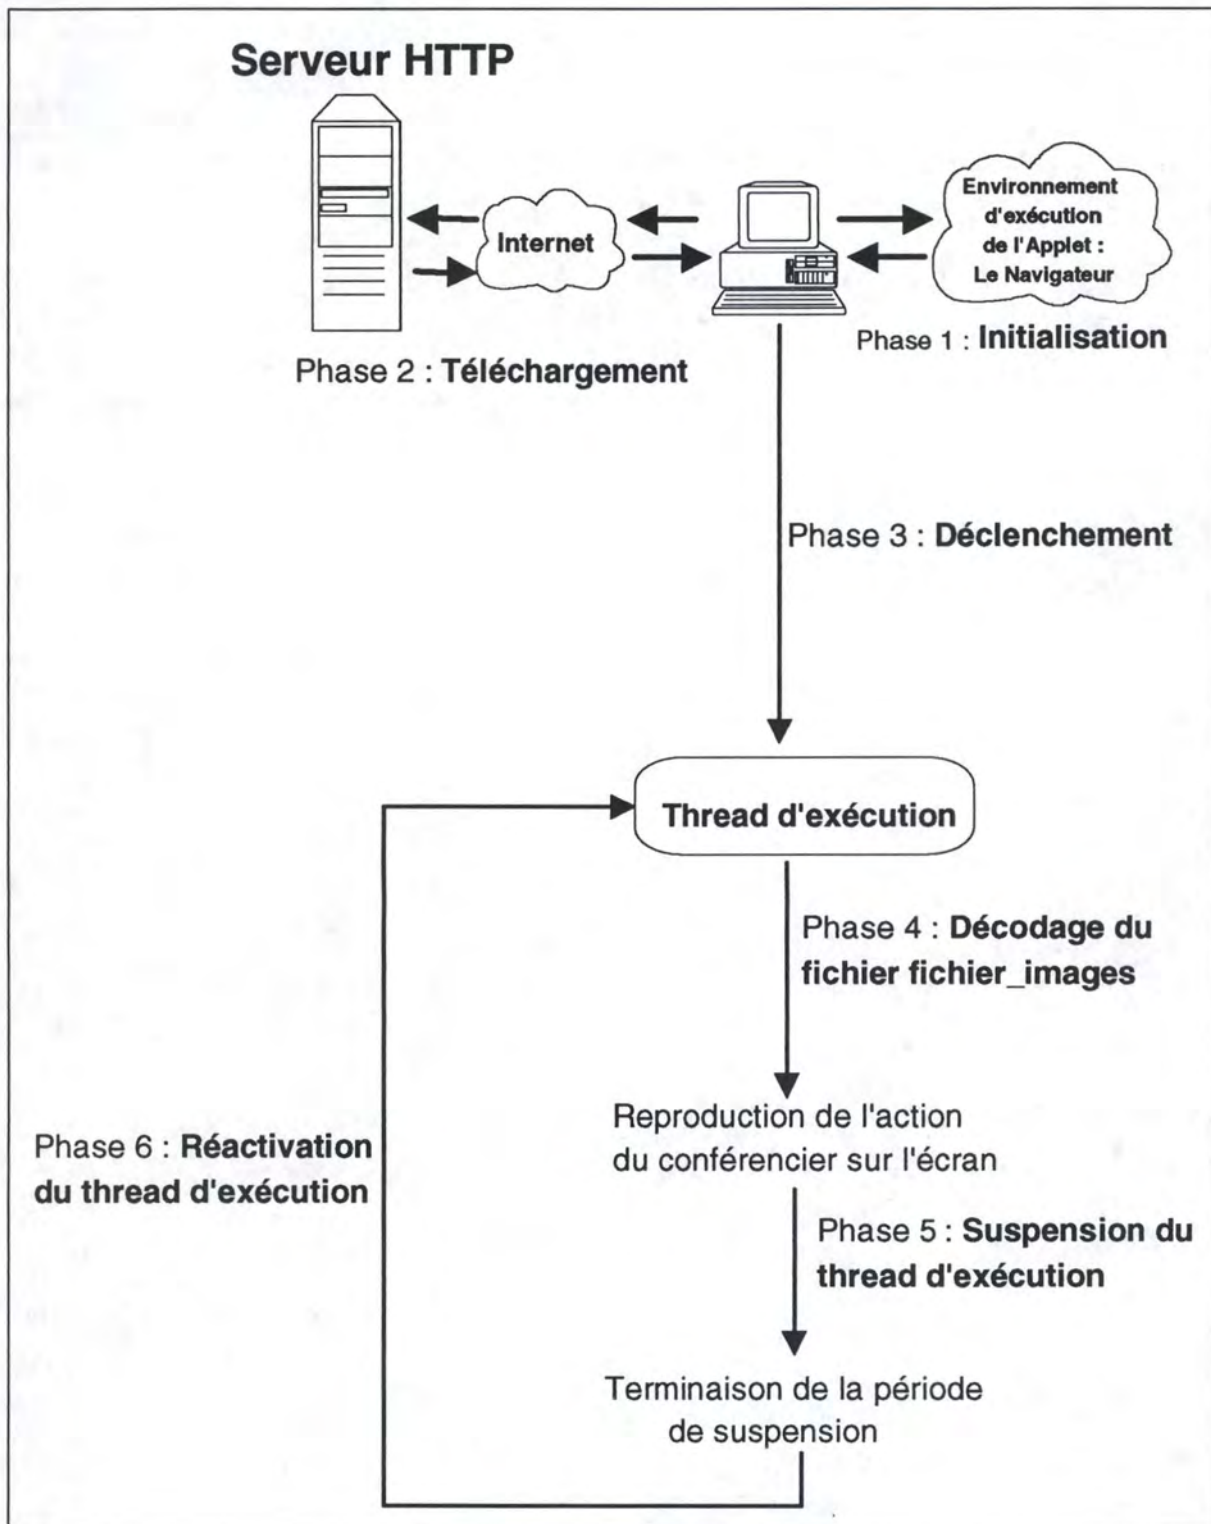 Serveur HTTP
Internet
Environnement
d'exécution
de l'Applet :
Le Navigateur
Phase 1 : Initialisation
Phase 2 : Téléchargement
Phase 3 : Déclenchement
Thread d'exécution
Phase 4 : Décodage du
fichier fichier_images
Reproduction de l'action
du conférencier sur l'écran
Phase 6 : Réactivation
du thread d'exécution
Phase 5 : Suspension du
thread d'exécution
Terminaison de la période
de suspension